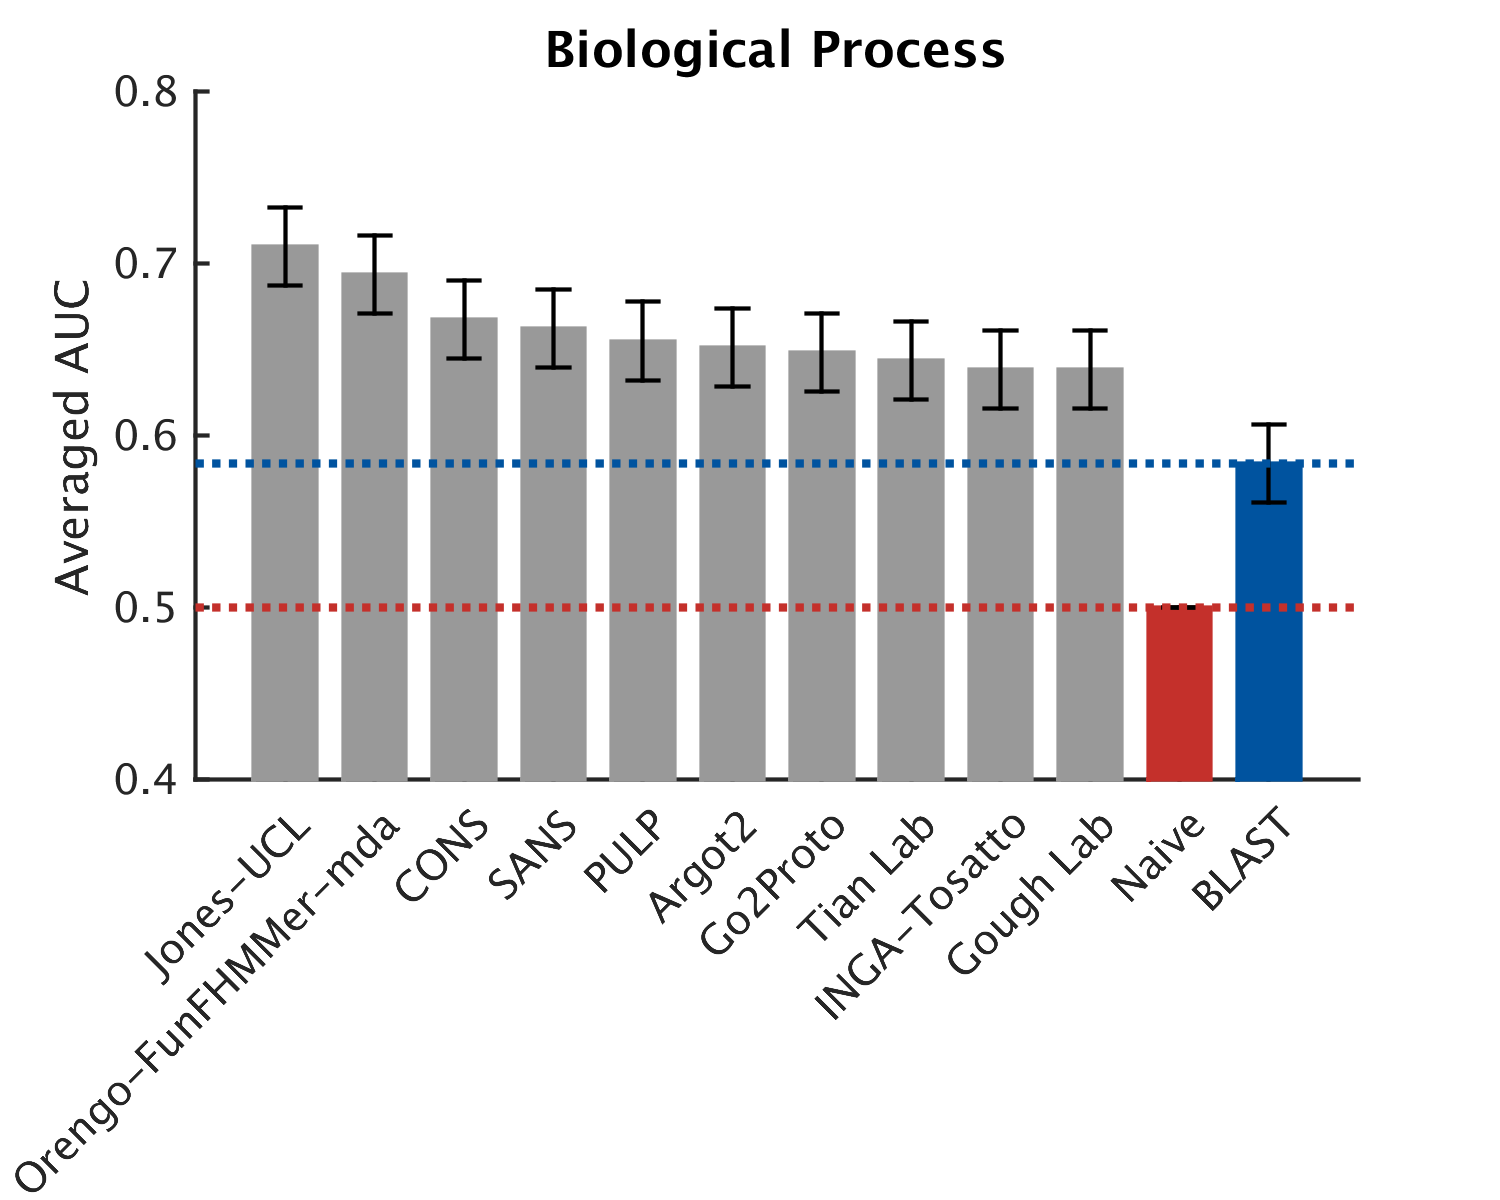 Biological Process
Averaged AUC
0.8
0.7
0.6
0.5
0.4
Jones-UCL
Orengo-FunFHMMer-mda
CONS
SANS
PULP
Argot2
Go2Proto
Tian Lab
INGA-Tosatto
Gough Lab
Naive
BLAST